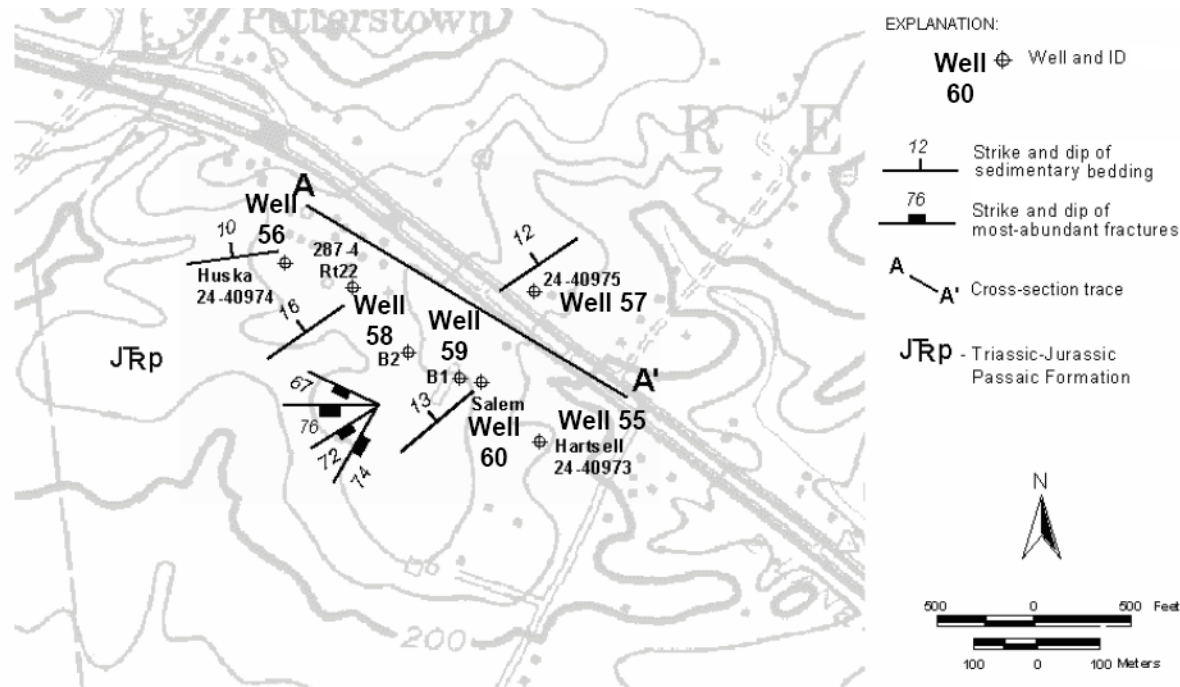 Patterstown
R E
A
Well
56
10
Huska
24-40974
287-4
Rt22
16
Well
58
B2
Well
59
B1
12
24-40975
Well 57
A'
JTRp
67
76
72
74
13
Salem
Well
60
Well 55
Hartsell
24-40973
200
EXPLANATION:
Well
60
Well and ID
12
Strike and dip of
sedimentary bedding
76
Strike and dip of
most-abundant fractures
A
A'
Cross-section trace
JTRp
- Triassic-Jurassic
Passaic Formation
N
500 0 500 Feet
100 0 100 Meters